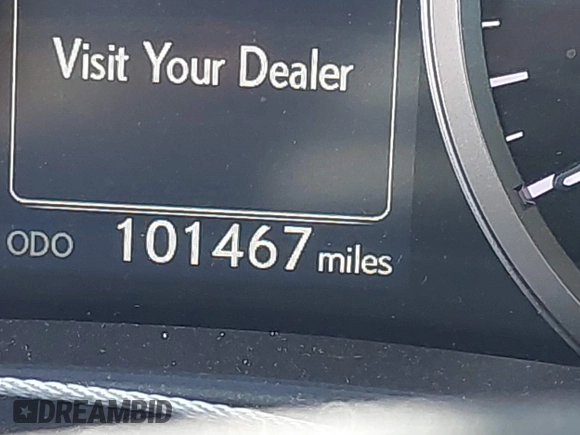 Visit Your Dealer
ODO 101467 miles
DREAMBID